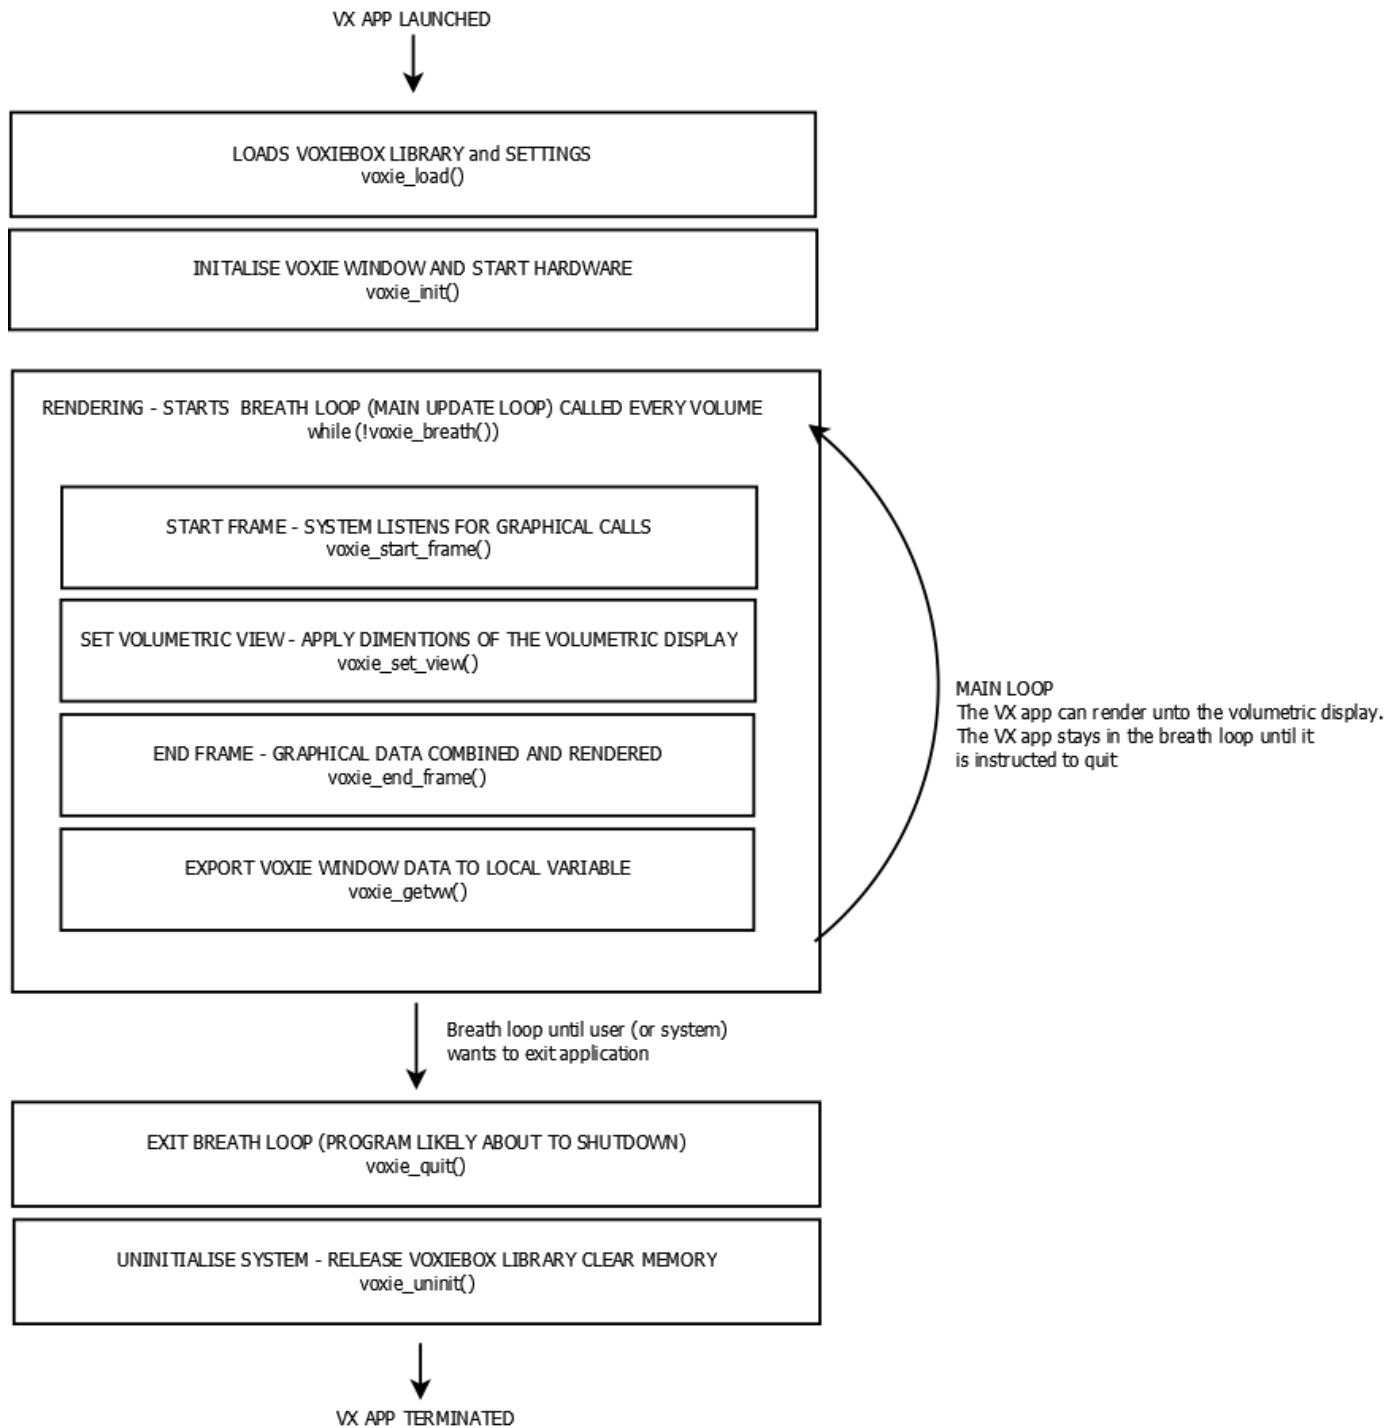 VX APP LAUNCHED
LOADS VOXIEBOX LIBRARY and SETTINGS
voxie_load()
INITALISE VOXIE WINDOW AND START HARDWARE
voxie_init()
RENDERING - STARTS BREATH LOOP (MAIN UPDATE LOOP) CALLED EVERY VOLUME
while (!voxie_breath())
START FRAME - SYSTEM LISTENS FOR GRAPHICAL CALLS
voxie_start_frame()
SET VOLUMETRIC VIEW - APPLY DIMENTIONS OF THE VOLUMETRIC DISPLAY
voxie_set_view()
END FRAME - GRAPHICAL DATA COMBINED AND RENDERED
voxie_end_frame()
EXPORT VOXIE WINDOW DATA TO LOCAL VARIABLE
voxie_getvw()
MAIN LOOP
The VX app can render unto the volumetric display.
The VX app stays in the breath loop until it
is instructed to quit
Breath loop until user (or system)
wants to exit application
EXIT BREATH LOOP (PROGRAM LIKELY ABOUT TO SHUTDOWN)
voxie_quit()
UNINITIALISE SYSTEM - RELEASE VOXIEBOX LIBRARY CLEAR MEMORY
voxie_uninit()
VX APP TERMINATED